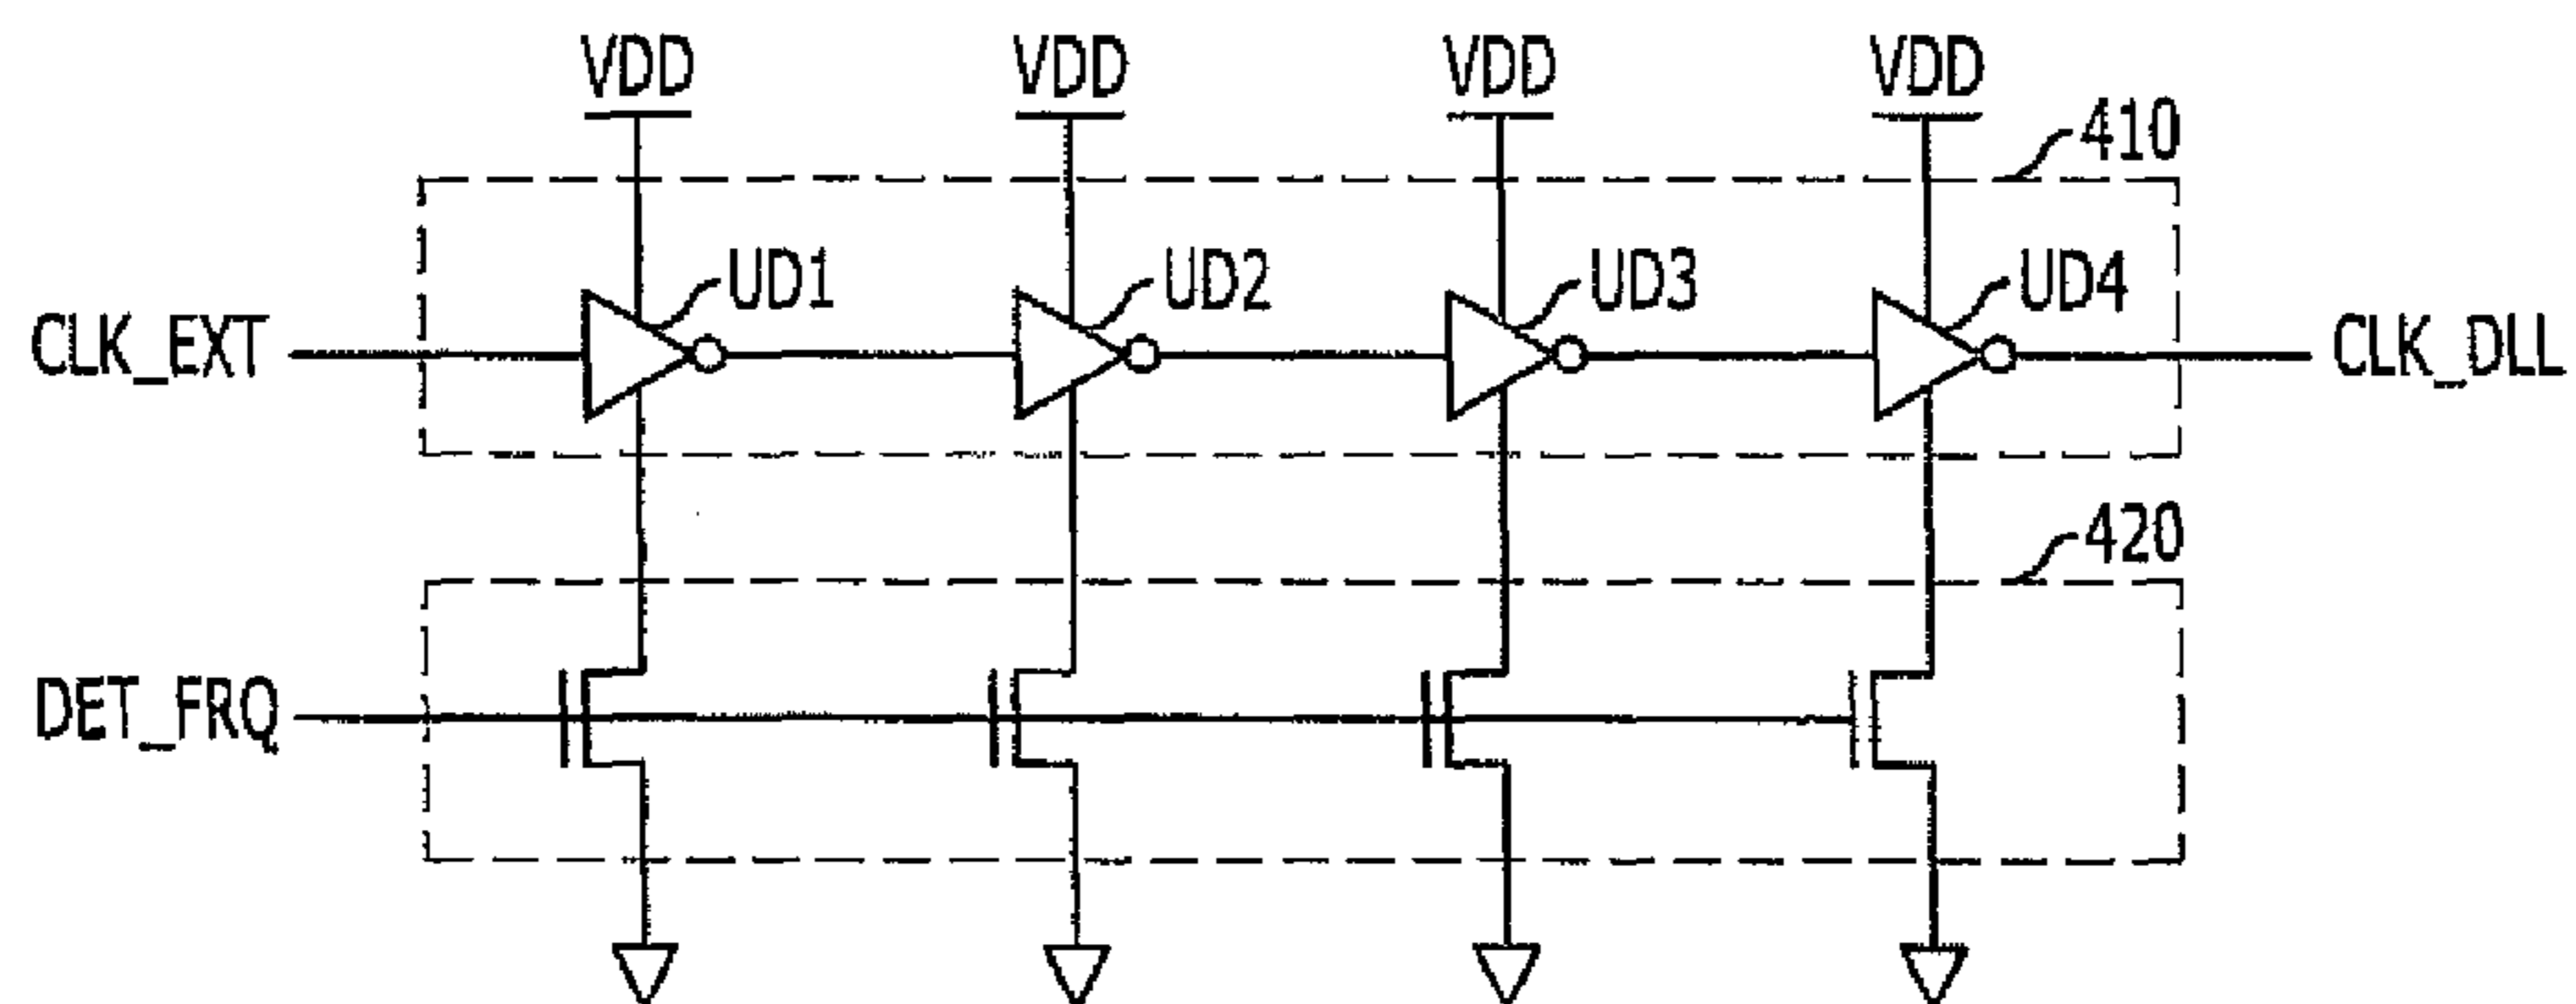 VDD VDD VDD VDD
410
UD1 UD2 UD3 UD4
CLK_EXT CLK_DLL
420
DET_FRQ